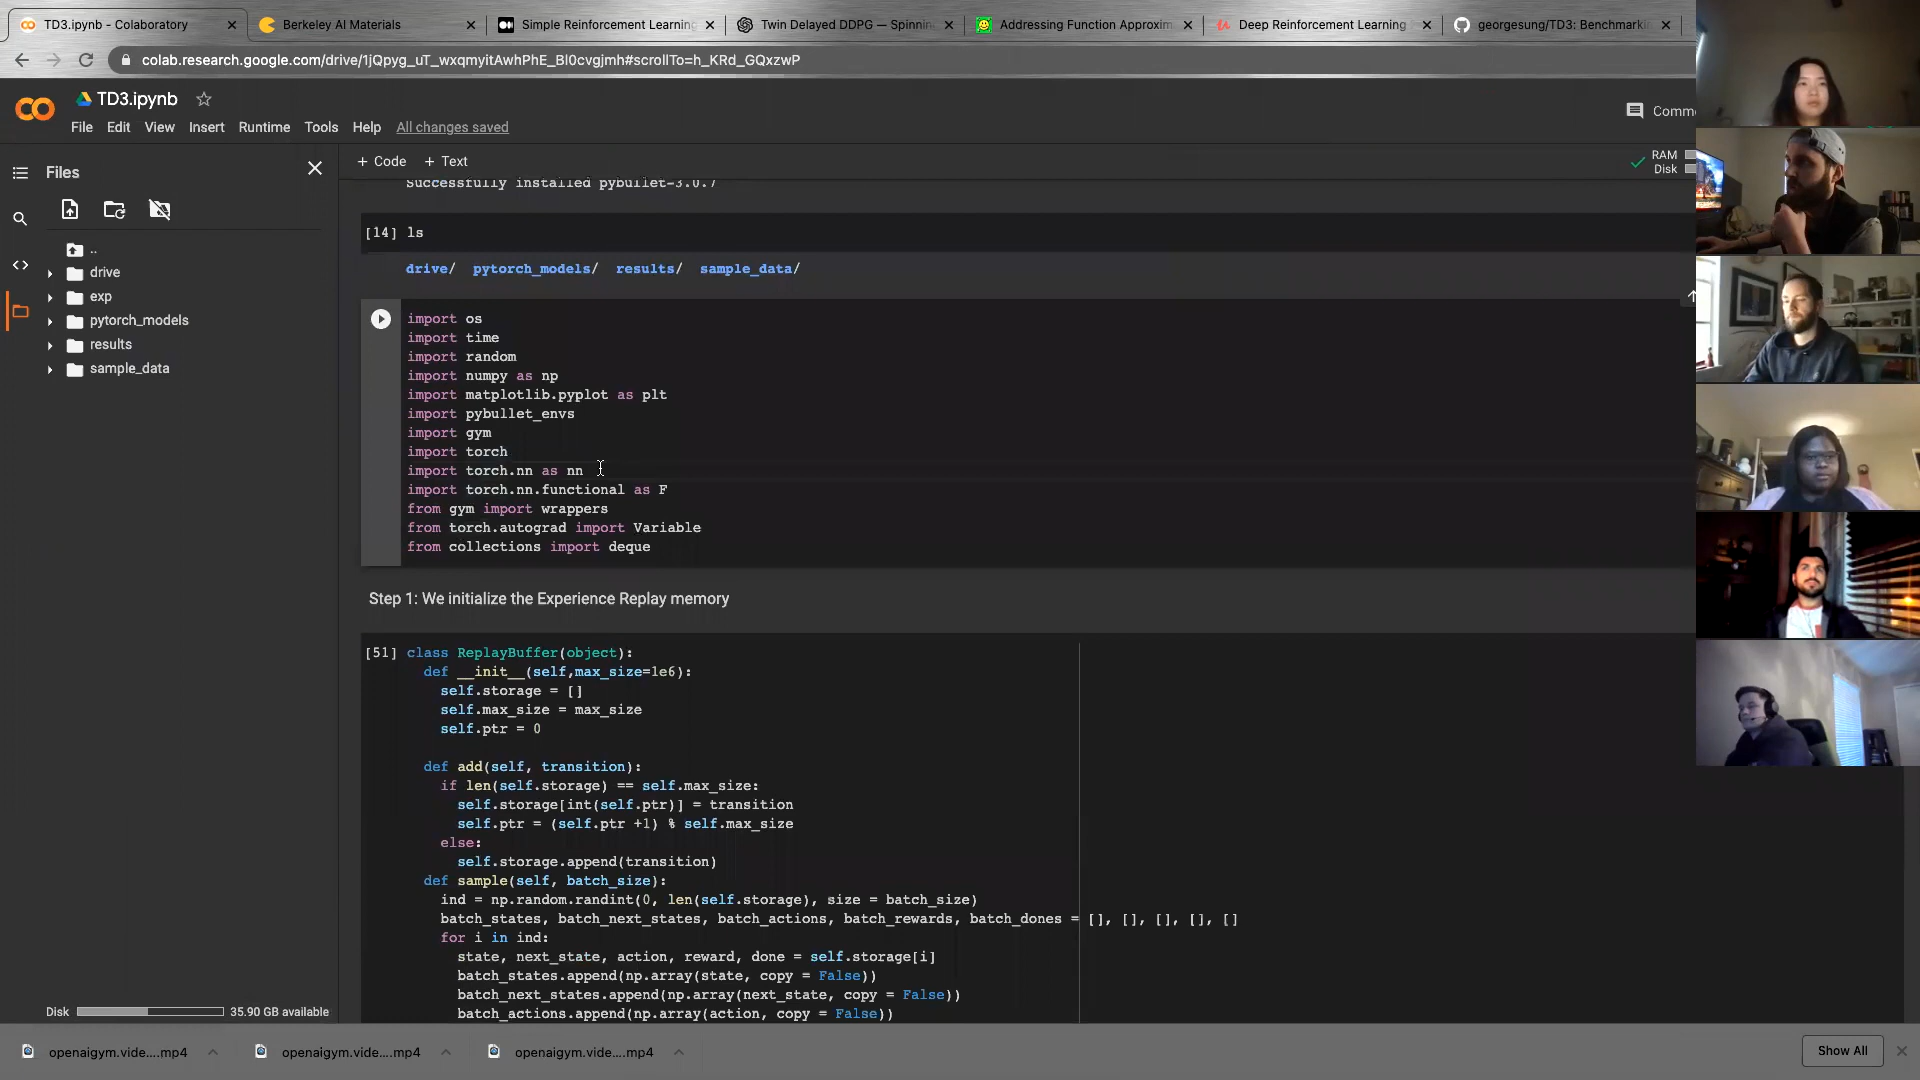 TD3.ipynb - Colaboratory
Berkeley AI Materials
Simple Reinforcement Learning
Twin Delayed DDPG — Spinnin
Addressing Function Approxim
Deep Reinforcement Learning
georgesung/TD3: Benchmarki
colab.research.google.com/drive/1jQpyg_uT_wxqmyitAwhPhE_Bl0cvgjmh#scrollTo=h_KRd_GQxzwP
TD3.ipynb
File Edit View Insert Runtime Tools Help All changes saved
Comme
Files
+ Code + Text
RAM
Disk
..
drive
exp
pytorch_models
results
sample_data
Successfully installed pybullet-3.0.7
[14] ls
drive/ pytorch_models/ results/ sample_data/
import os
import time
import random
import numpy as np
import matplotlib.pyplot as plt
import pybullet_envs
import gym
import torch
import torch.nn as nn
import torch.nn.functional as F
from gym import wrappers
from torch.autograd import Variable
from collections import deque
Step 1: We initialize the Experience Replay memory
[51] class ReplayBuffer(object):
def __init__(self,max_size=1e6):
self.storage = []
self.max_size = max_size
self.ptr = 0
def add(self, transition):
if len(self.storage) == self.max_size:
self.storage[int(self.ptr)] = transition
self.ptr = (self.ptr +1) % self.max_size
else:
self.storage.append(transition)
def sample(self, batch_size):
ind = np.random.randint(0, len(self.storage), size = batch_size)
batch_states, batch_next_states, batch_actions, batch_rewards, batch_dones = [], [], [], [], []
for i in ind:
state, next_state, action, reward, done = self.storage[i]
batch_states.append(np.array(state, copy = False))
batch_next_states.append(np.array(next_state, copy = False))
batch_actions.append(np.array(action, copy = False))
Disk 35.90 GB available
openaigym.vide....mp4
openaigym.vide....mp4
openaigym.vide....mp4
Show All